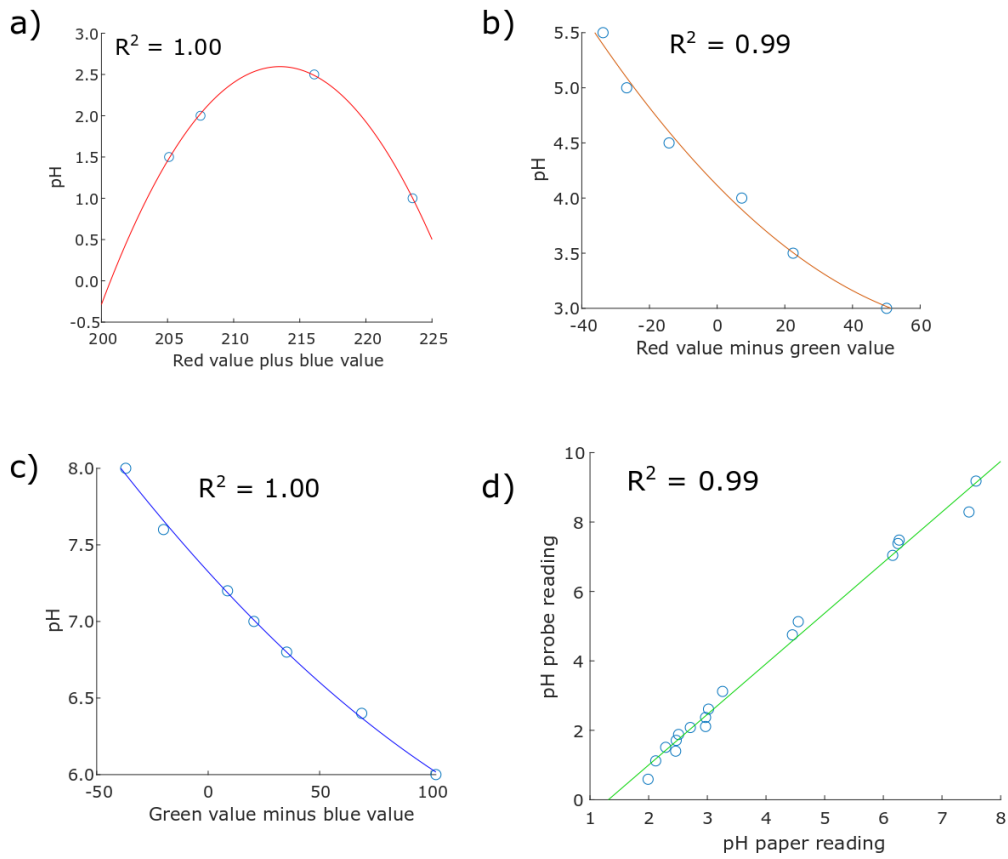 a)
R² = 1.00
3.0
2.5
2.0
1.5
1.0
0.5
0.0
-0.5
pH
200 205 210 215 220 225
Red value plus blue value
b)
R² = 0.99
5.5
5.0
4.5
4.0
3.5
3.0
pH
-40 -20 0 20 40 60
Red value minus green value
c)
R² = 1.00
8.0
7.5
7.0
6.5
6.0
pH
-50 0 50 100
Green value minus blue value
d)
R² = 0.99
10
8
6
4
2
0
pH probe reading
1 2 3 4 5 6 7 8
pH paper reading